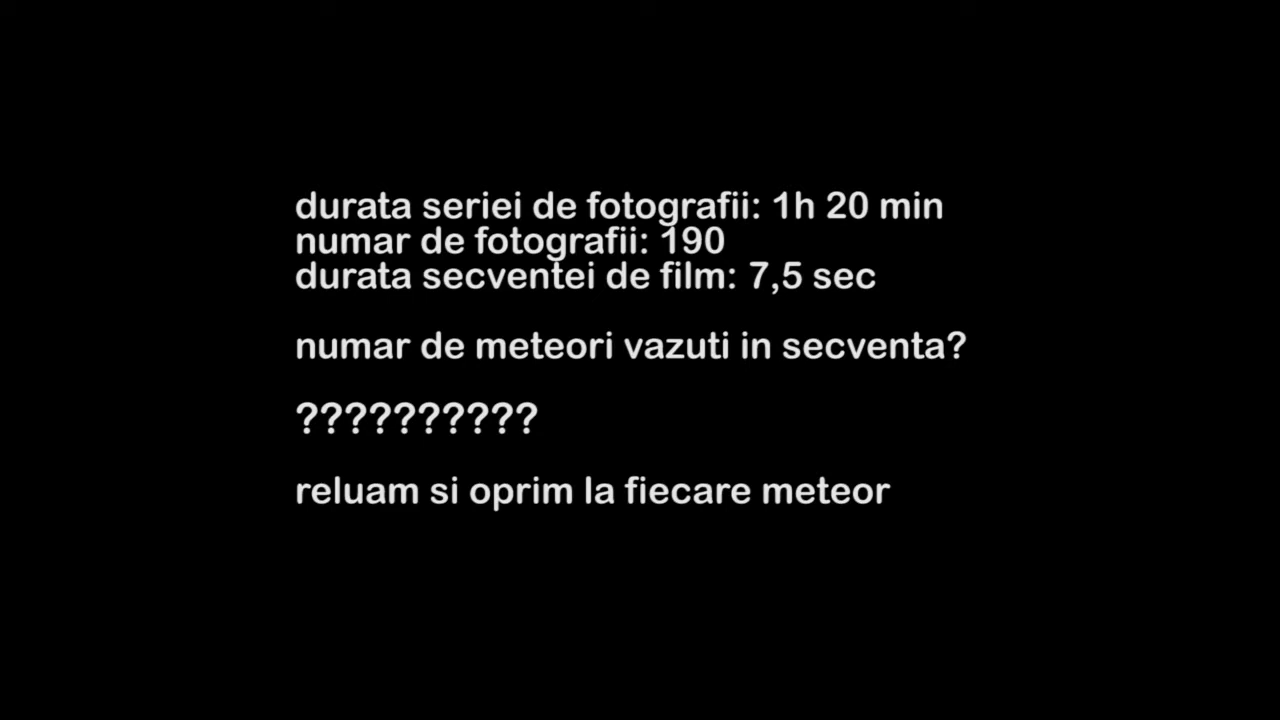 durata seriei de fotografii: 1h 20 min
numar de fotografii: 190
durata secventei de film: 7,5 sec
numar de meteori vazuti in secventa?
??????????
reluam si oprim la fiecare meteor